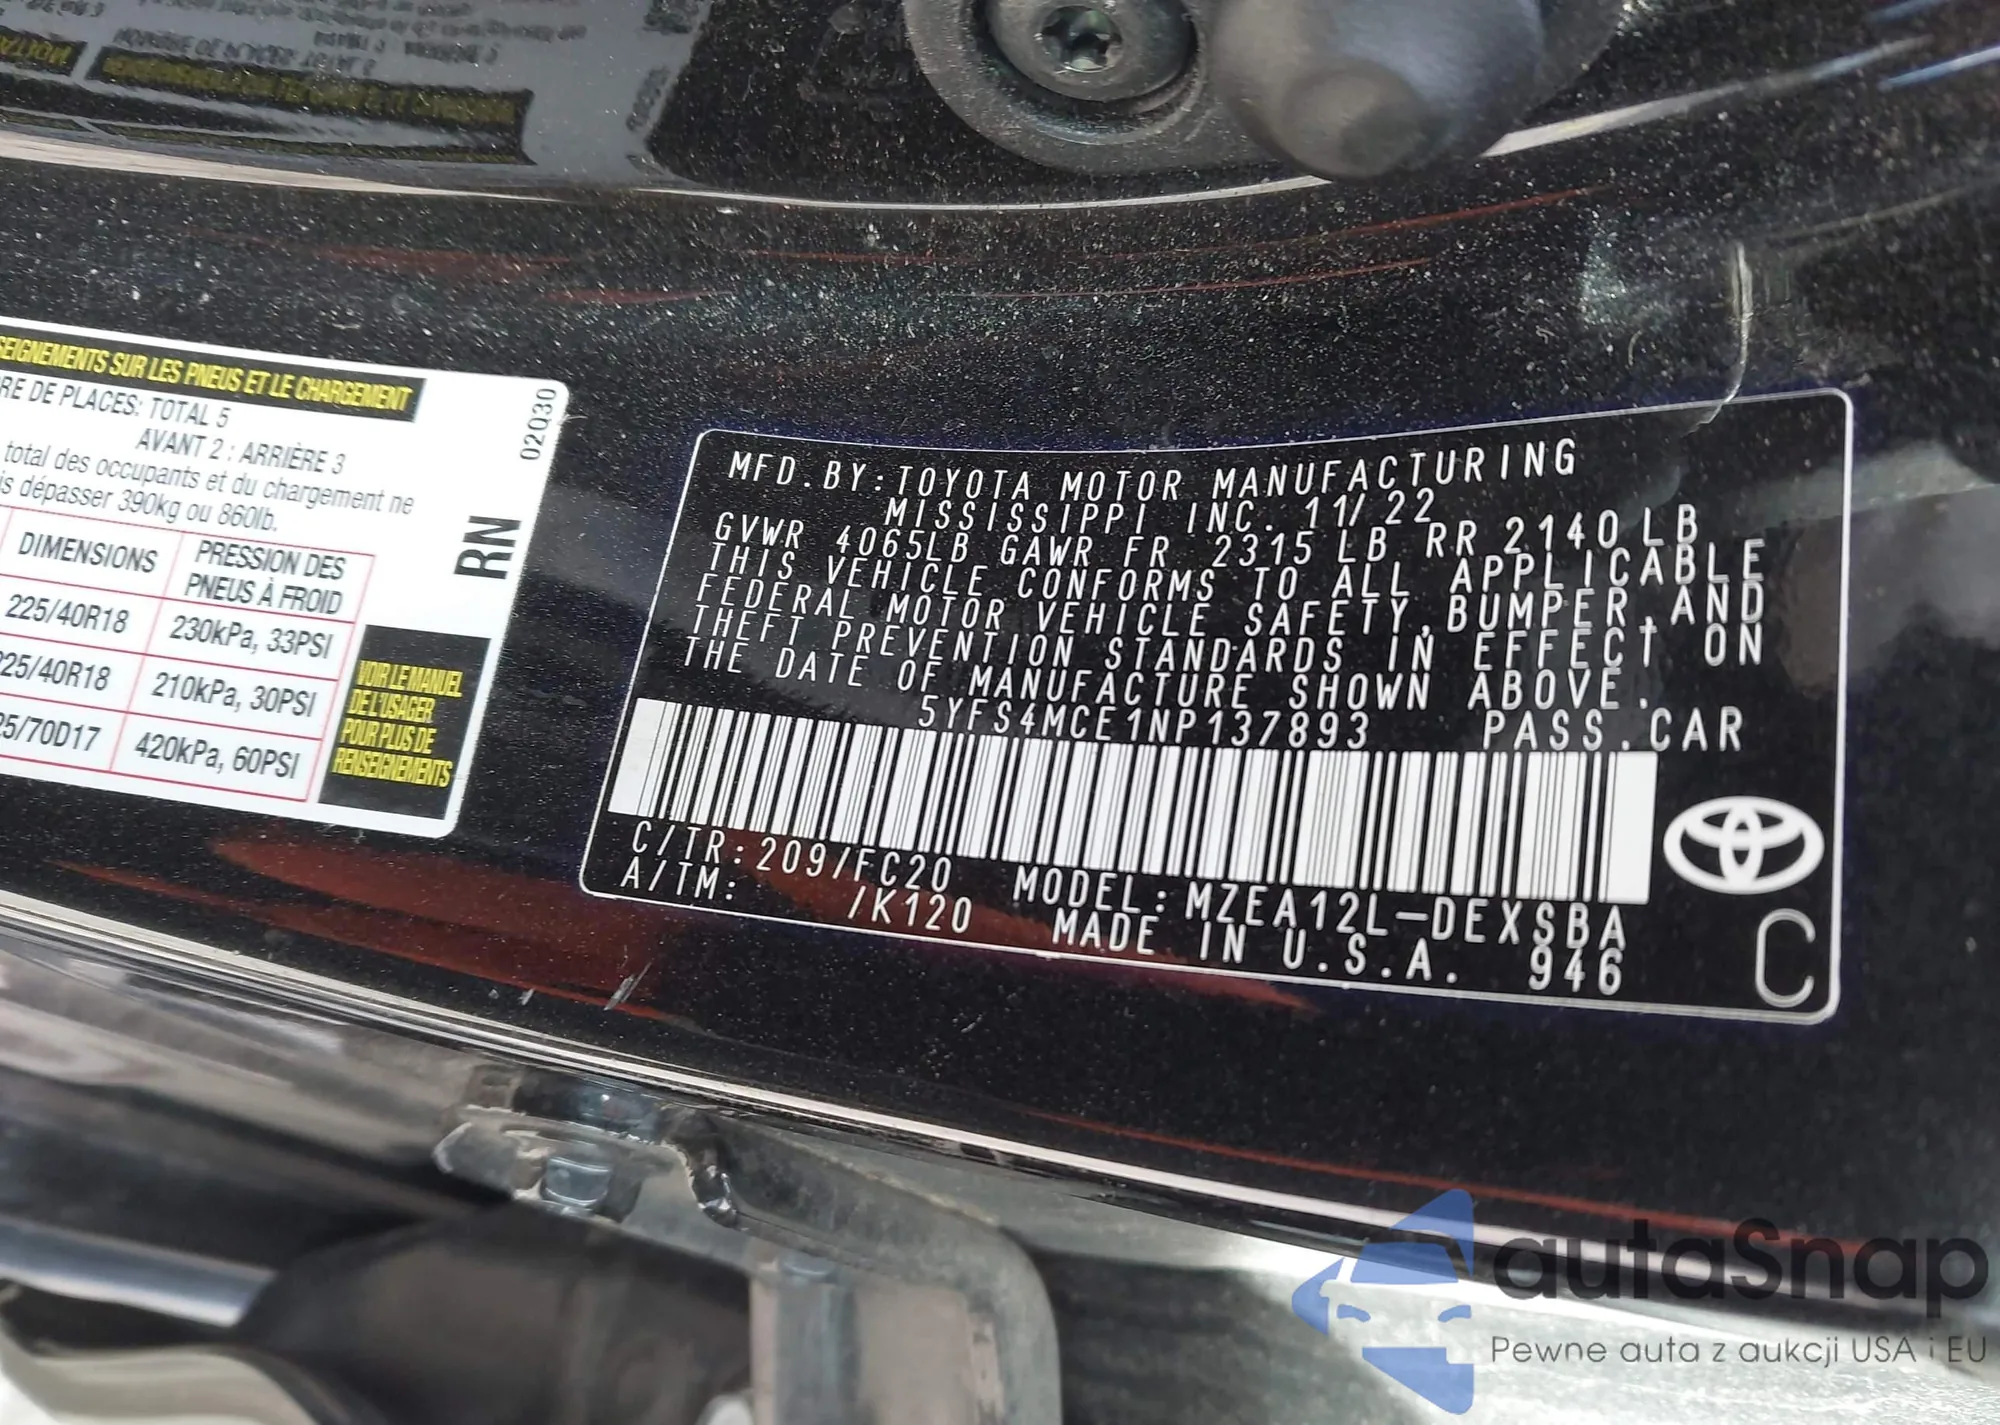 SEIGNEMENTS SUR LES PNEUS ET LE CHARGEMENT
RE DE PLACES: TOTAL 5
AVANT 2 : ARRIÈRE 3
total des occupants et du chargement ne
is dépasser 390kg ou 860lb.
DIMENSIONS
PRESSION DES
PNEUS À FROID
225/40R18
230kPa, 33PSI
225/40R18
210kPa, 30PSI
25/70D17
420kPa, 60PSI
VOIR LE MANUEL
DE L'USAGER
POUR PLUS DE
RENSEIGNEMENTS
02Q30
RN
MFD.BY:TOYOTA MOTOR MANUFACTURING
MISSISSIPPI INC. 11/22
GVWR 4065LB GAWR FR 2315 LB RR 2140 LB
THIS VEHICLE CONFORMS TO ALL APPLICABLE
FEDERAL MOTOR VEHICLE SAFETY,BUMPER,AND
THEFT PREVENTION STANDARDS IN EFFECT ON
THE DATE OF MANUFACTURE SHOWN ABOVE.
5YFS4MCE1NP137893 PASS.CAR
C/TR:209/FC20 MODEL:MZEA12L-DEXSBA
A/TM: /K120 MADE IN U.S.A. 946
C
autaSnap
Pewne auta z aukcji USA i EU